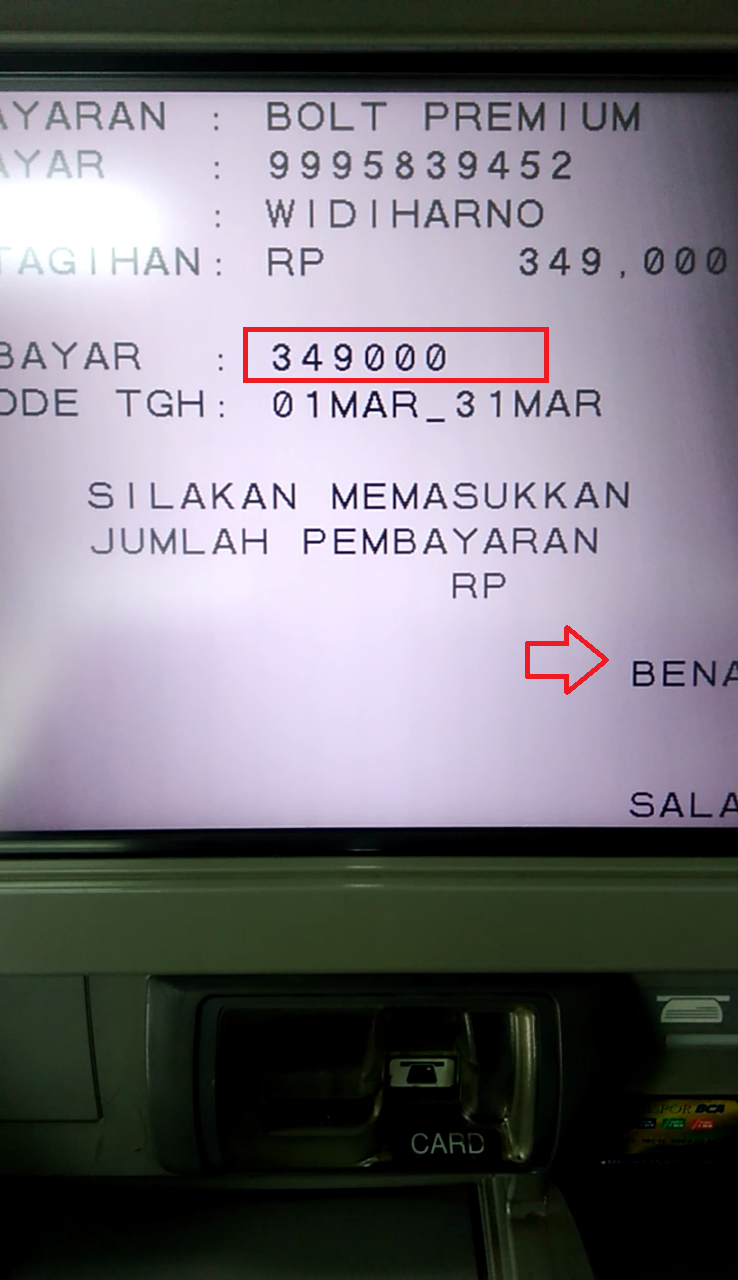 AYARAN : BOLT PREMIUM
AYAR : 9995839452
: WIDIHARNO
TAGIHAN: RP 349,000
BAYAR : 349000
ODE TGH: 01MAR_31MAR
SILAKAN MEMASUKKAN
JUMLAH PEMBAYARAN
RP
BENA
SALA
CARD
BCA